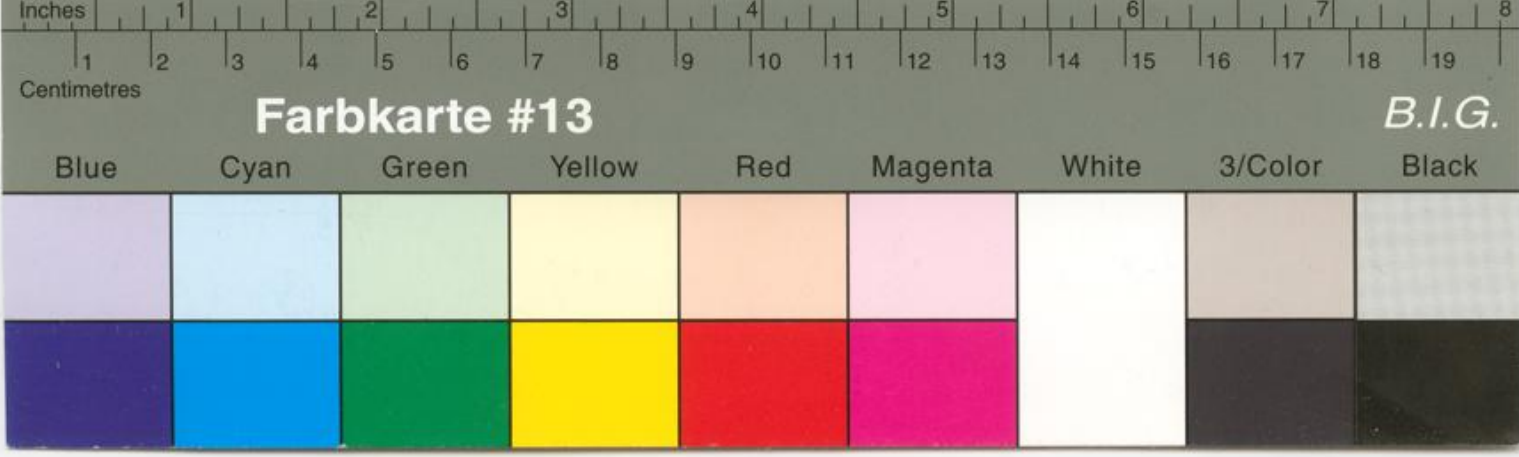 Inches 1 2 3 4 5 6 7 8
1 2 3 4 5 6 7 8 9 10 11 12 13 14 15 16 17 18 19
Centimetres
Farbkarte #13 B.I.G.
Blue Cyan Green Yellow Red Magenta White 3/Color Black